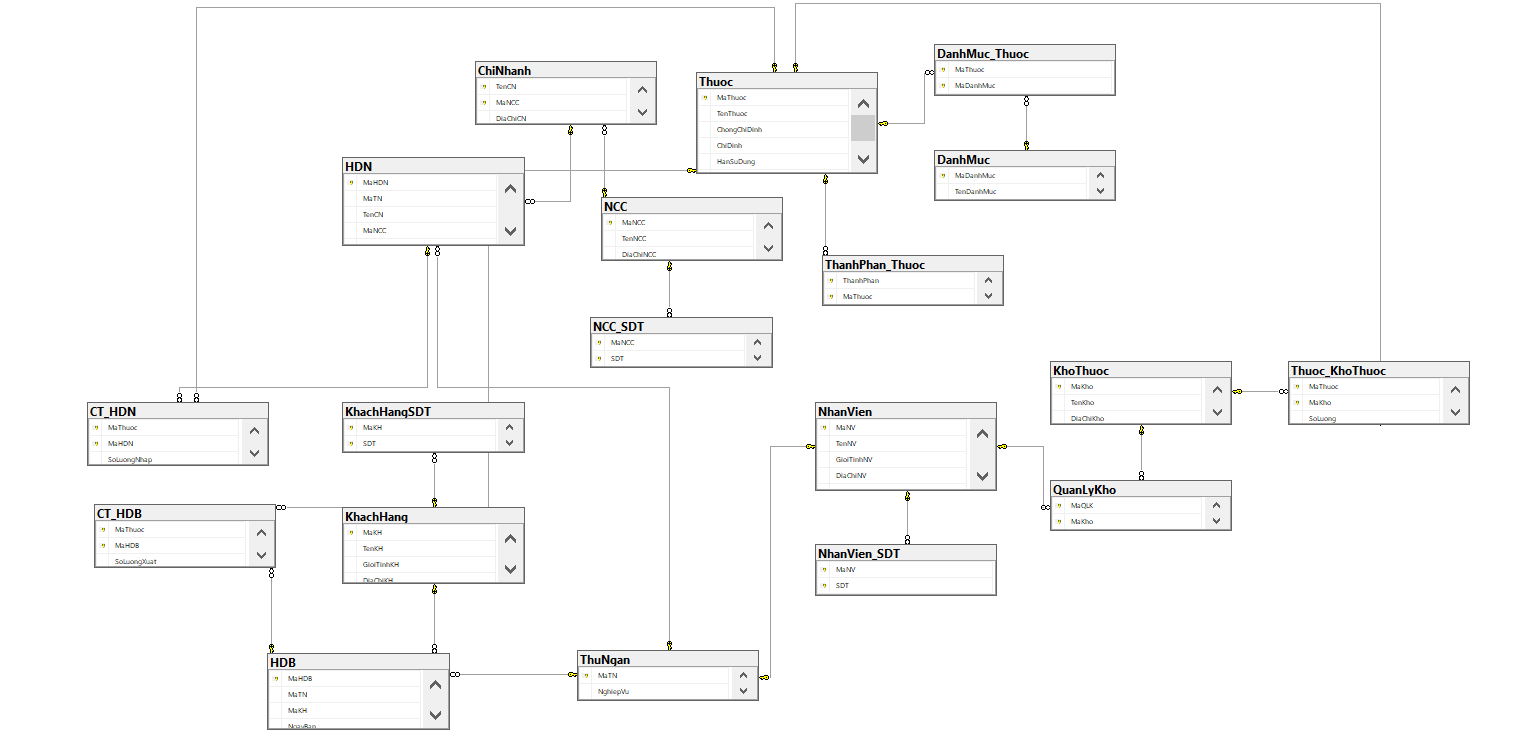 ChiNhanh
TenCN
MaNCC
DiaChiCN
Thuoc
MaThuoc
TenThuoc
ChongChiDinh
ChiDinh
HanSuDung
DanhMuc_Thuoc
MaThuoc
MaDanhMuc
DanhMuc
MaDanhMuc
TenDanhMuc
HDN
MaHDN
MaTN
TenCN
MaNCC
NCC
MaNCC
TenNCC
DiaChiNCC
ThanhPhan_Thuoc
ThanhPhan
MaThuoc
NCC_SDT
MaNCC
SDT
KhoThuoc
MaKho
TenKho
DiaChiKho
Thuoc_KhoThuoc
MaThuoc
MaKho
SoLuong
CT_HDN
MaThuoc
MaHDN
SoLuongNhap
KhachHangSDT
MaKH
SDT
NhanVien
MaNV
TenNV
GioiTinhNV
DiaChiNV
QuanLyKho
MaQLK
MaKho
CT_HDB
MaThuoc
MaHDB
SoLuongXuat
KhachHang
MaKH
TenKH
GioiTinhKH
DiaChiKH
NhanVien_SDT
MaNV
SDT
HDB
MaHDB
MaTN
MaKH
NgayBan
ThuNgan
MaTN
NghiepVu